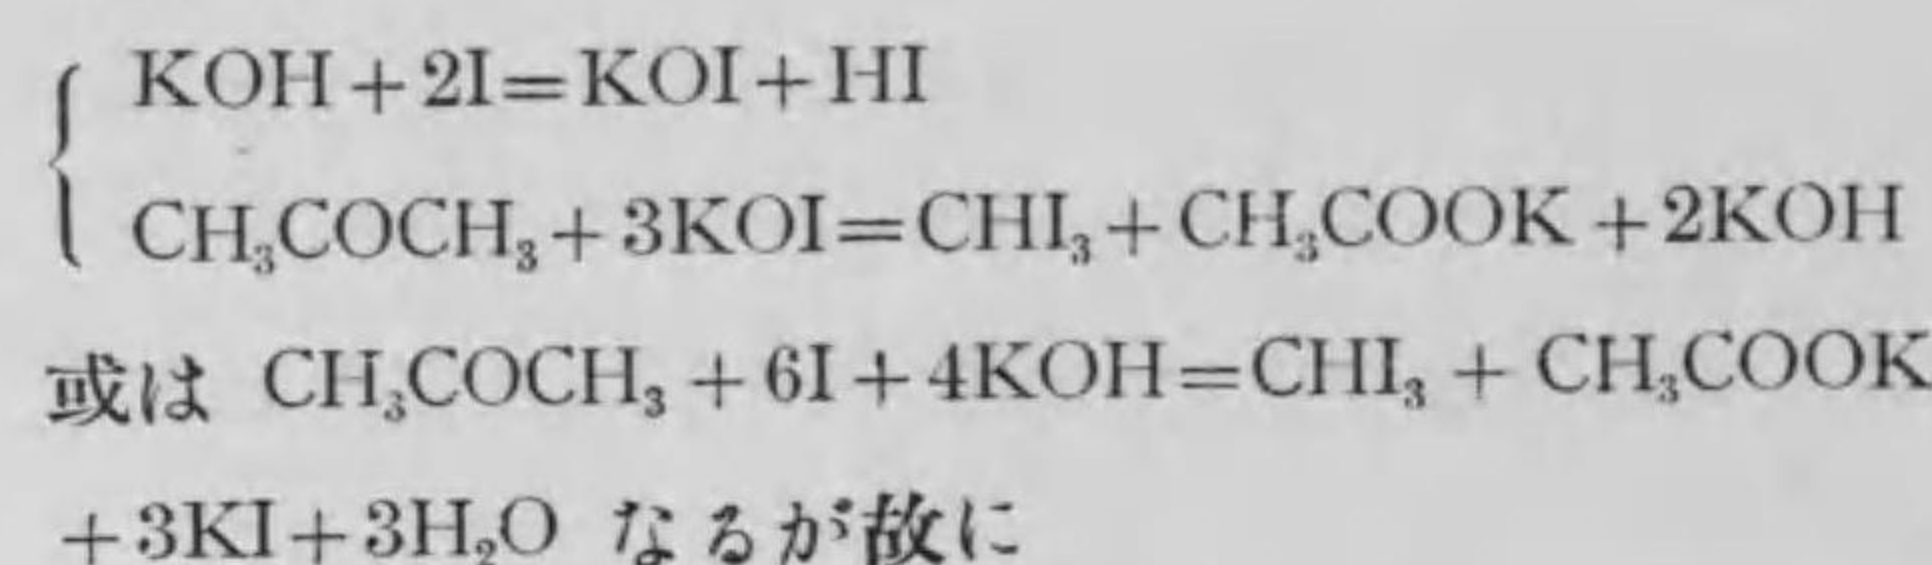 KOH+2I=KOI+HI
CH₃COCH₃+3KOI=CHI₃+CH₃COOK+2KOH
或は CH₃COCH₃+6I+4KOH=CHI₃+CH₃COOK
+3KI+3H₂O なるが故に